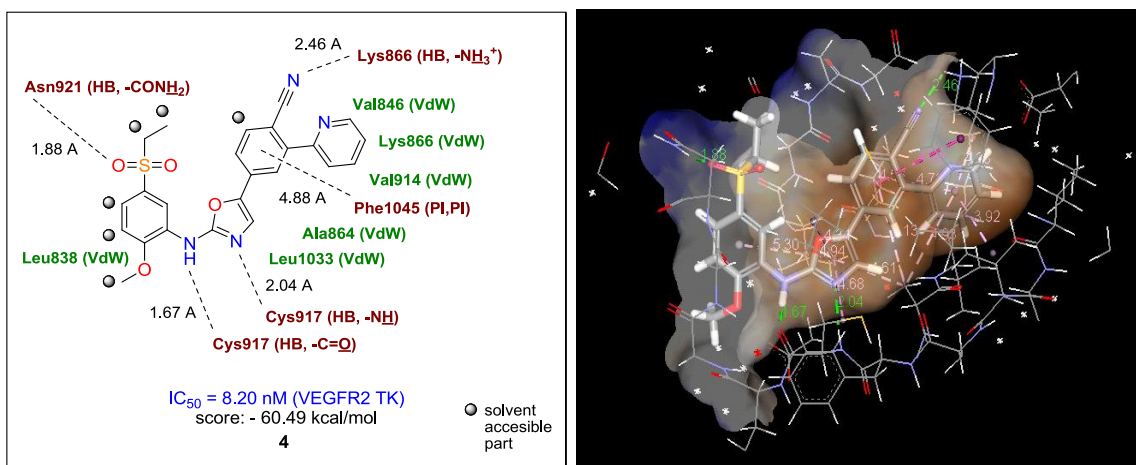 2.46 A
Lys866 (HB, -NH3+)
N
Asn921 (HB, -CONH2)
Val846 (VdW)
N
Lys866 (VdW)
1.88 A
O
S
O
Val914 (VdW)
4.88 A
Phe1045 (PI,PI)
O
Ala864 (VdW)
Leu838 (VdW)
N
H
N
Leu1033 (VdW)
O
2.04 A
1.67 A
Cys917 (HB, -NH)
Cys917 (HB, -C=O)
IC50 = 8.20 nM (VEGFR2 TK)
score: - 60.49 kcal/mol
4
solvent
accesible
part
2.46
1.88
4.7
3.92
5.30
4.94
4.68
2.04
1.67